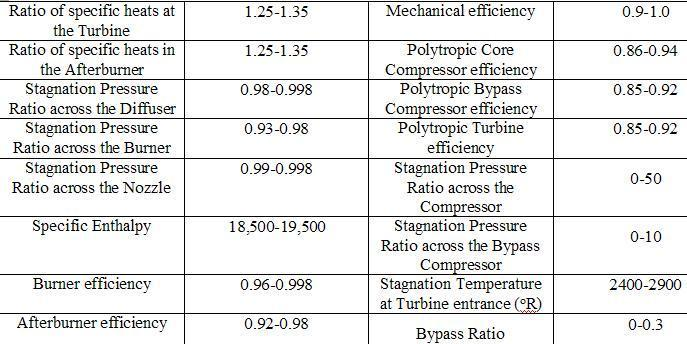 Ratio of specific heats at
the Turbine
1.25-1.35
Mechanical efficiency
0.9-1.0
Ratio of specific heats in
the Afterburner
1.25-1.35
Polytropic Core
Compressor efficiency
0.86-0.94
Stagnation Pressure
Ratio across the Diffuser
0.98-0.998
Polytropic Bypass
Compressor efficiency
0.85-0.92
Stagnation Pressure
Ratio across the Burner
0.93-0.98
Polytropic Turbine
efficiency
0.85-0.92
Stagnation Pressure
Ratio across the Nozzle
0.99-0.998
Stagnation Pressure
Ratio across the
Compressor
0-50
Specific Enthalpy
18,500-19,500
Stagnation Pressure
Ratio across the Bypass
Compressor
0-10
Burner efficiency
0.96-0.998
Stagnation Temperature
at Turbine entrance (°R)
2400-2900
Afterburner efficiency
0.92-0.98
Bypass Ratio
0-0.3